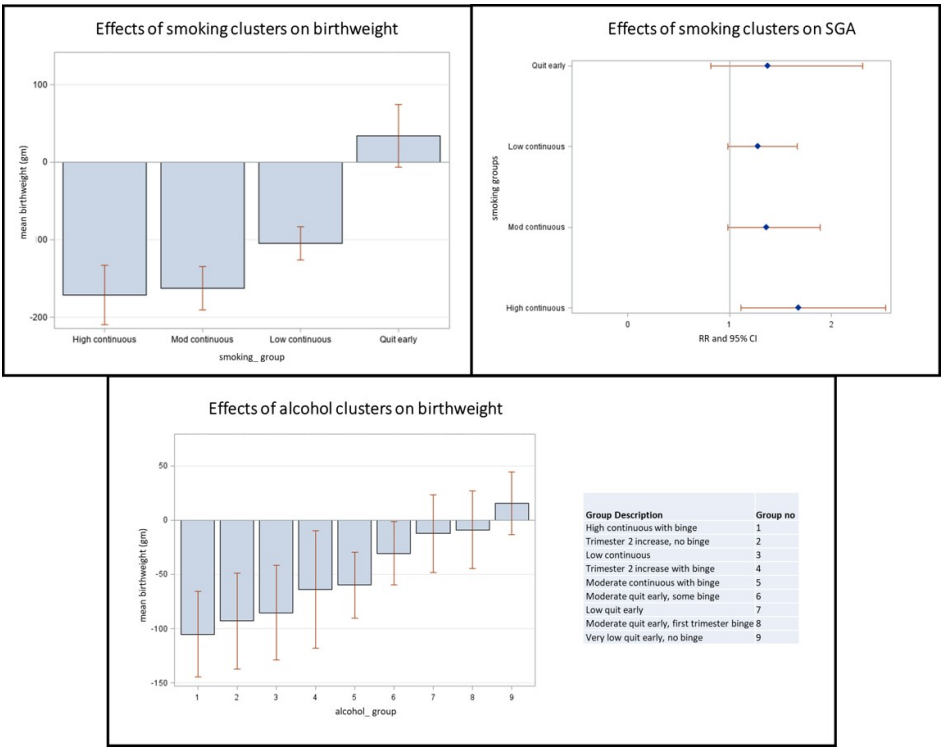 Effects of smoking clusters on birthweight
mean birthweight (gm)
100
0
-00
-200
High continuous
Mod continuous
Low continuous
Quit early
smoking_ group
Effects of smoking clusters on SGA
smoking groups
Quit early
Low continuous
Mod continuous
High continuous
0
1
2
RR and 95% CI
Effects of alcohol clusters on birthweight
mean birthweight (gm)
50
0
-50
-100
-150
1
2
3
4
5
6
7
8
9
alcohol_ group
Group Description Group no
High continuous with binge 1
Trimester 2 increase, no binge 2
Low continuous 3
Trimester 2 increase with binge 4
Moderate continuous with binge 5
Moderate quit early, some binge 6
Low quit early 7
Moderate quit early, first trimester binge 8
Very low quit early, no binge 9